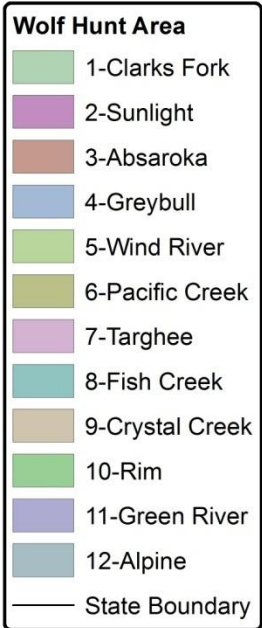 Wolf Hunt Area
1-Clarks Fork
2-Sunlight
3-Absaroka
4-Greybull
5-Wind River
6-Pacific Creek
7-Targhee
8-Fish Creek
9-Crystal Creek
10-Rim
11-Green River
12-Alpine
State Boundary